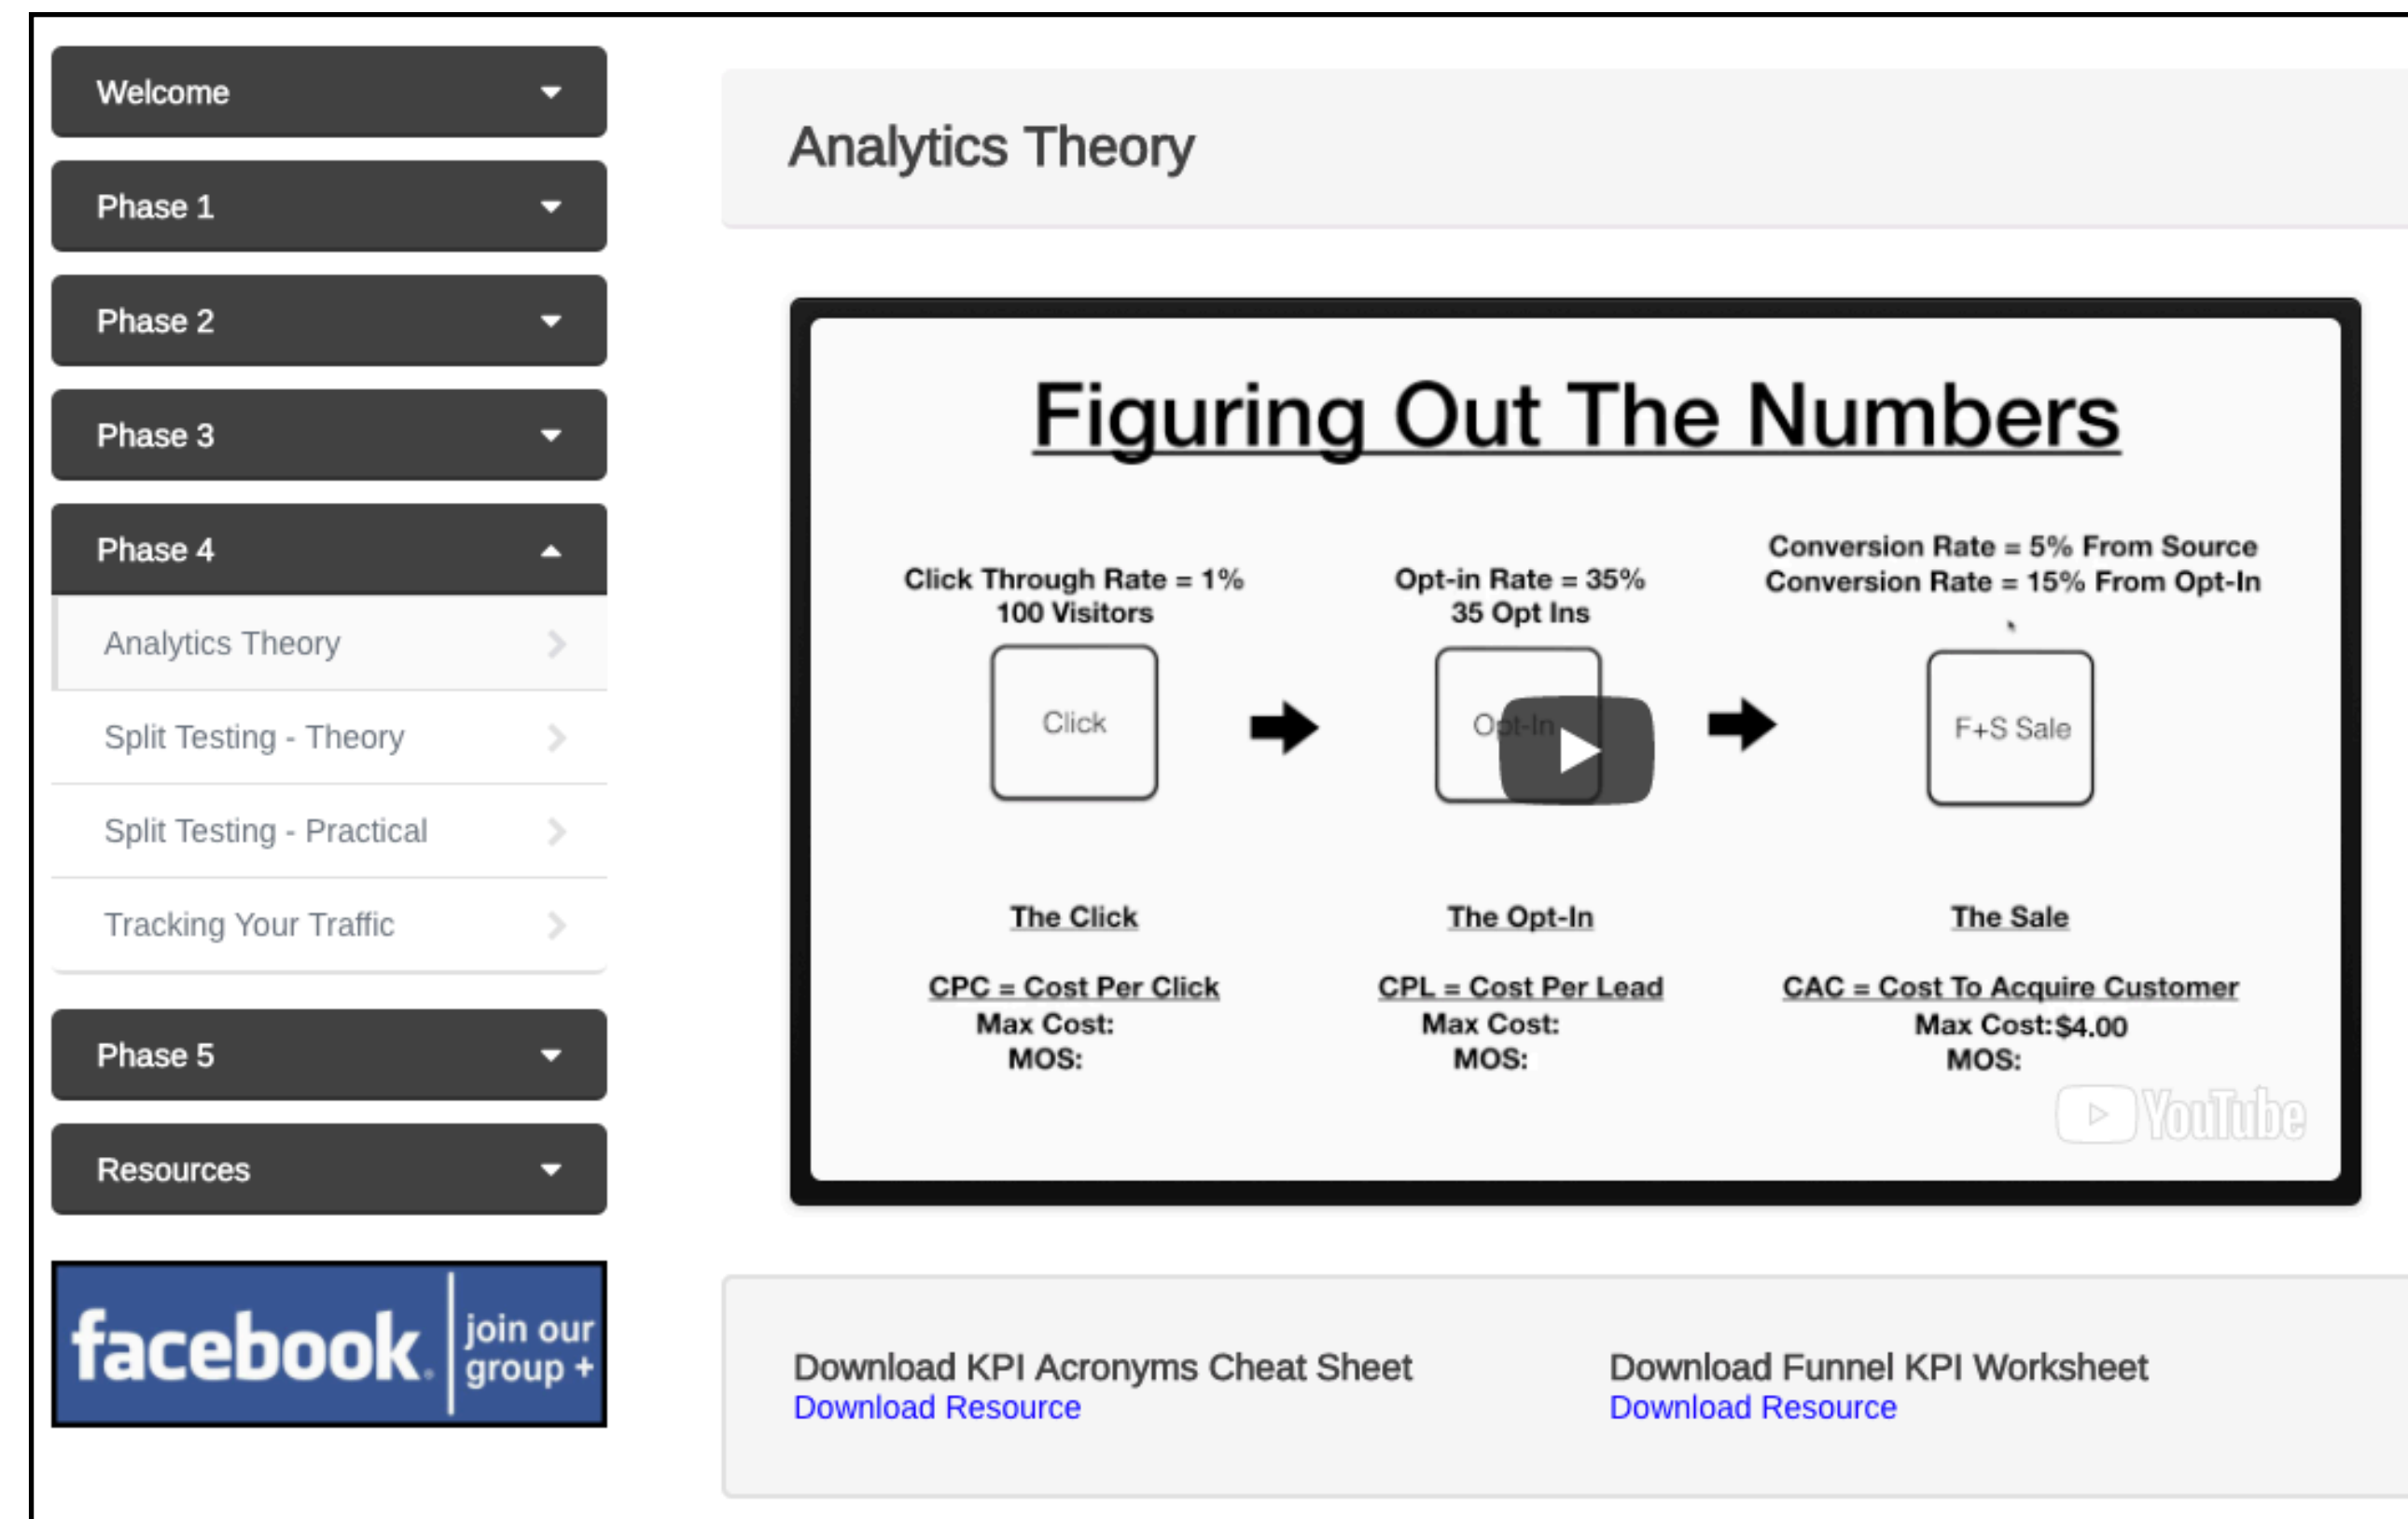 Welcome
Phase 1
Phase 2
Phase 3
Phase 4
Analytics Theory
Split Testing - Theory
Split Testing - Practical
Tracking Your Traffic
Phase 5
Resources
facebook.
join our
group +
Analytics Theory
Figuring Out The Numbers
Click Through Rate = 1%
100 Visitors
Click
Opt-in Rate = 35%
35 Opt Ins
Opt-In
Conversion Rate = 5% From Source
Conversion Rate = 15% From Opt-In
F+S Sale
The Click
CPC = Cost Per Click
Max Cost:
MOS:
The Opt-In
CPL = Cost Per Lead
Max Cost:
MOS:
The Sale
CAC = Cost To Acquire Customer
Max Cost:$4.00
MOS:
YouTube
Download KPI Acronyms Cheat Sheet
Download Resource
Download Funnel KPI Worksheet
Download Resource